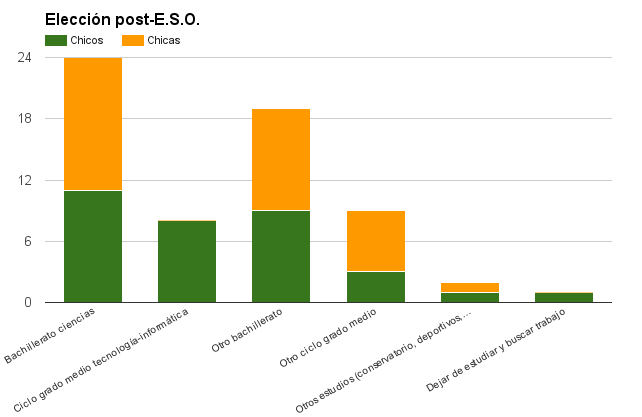 Elección post-E.S.O.
Chicos Chicas
24
18
12
6
0
Bachillerato ciencias
Ciclo grado medio tecnología-informática
Otro bachillerato
Otro ciclo grado medio
Otros estudios (conservatorio, deportivos,...
Dejar de estudiar y buscar trabajo